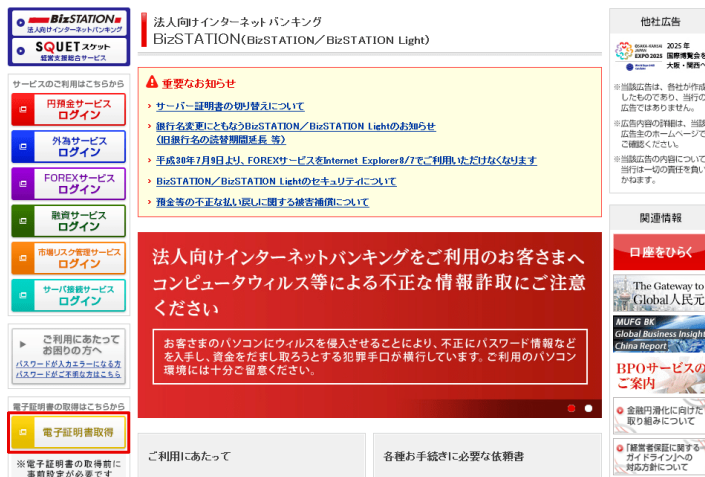 BizSTATION
法人向けインターネットバンキング
SQUET スケット
経営支援総合サービス
サービスのご利用はこちらから
円預金サービス
ログイン
外為サービス
ログイン
FOREXサービス
ログイン
融資サービス
ログイン
市場リスク管理サービス
ログイン
サーバ接続サービス
ログイン
ご利用にあたって
お困りの方へ
パスワードが入力エラーになる方
パスワードがご不明な方はこちら
電子証明書の取得はこちらから
電子証明書取得
※電子証明書の取得前に
事前設定が必要です
法人向けインターネットバンキング
BizSTATION(BizSTATION/BizSTATION Light)
重要なお知らせ
サーバー証明書の切り替えについて
銀行名変更にともなうBizSTATION/BizSTATION Lightのお知らせ
(旧銀行名の読替期間延長 等)
平成30年7月9日より、FOREXサービスをInternet Explorer8/7でご利用いただけなくなります
BizSTATION/BizSTATION Lightのセキュリティについて
預金等の不正な払い戻しに関する被害補償について
法人向けインターネットバンキングをご利用のお客さまへ
コンピュータウィルス等による不正な情報詐取にご注意
ください
お客さまのパソコンにウィルスを侵入させることにより、不正にパスワード情報など
を入手し、資金をだまし取ろうとする犯罪手口が横行しています。ご利用のパソコン
環境には十分ご留意ください。
ご利用にあたって
各種お手続きに必要な依頼書
他社広告
2025年
EXPO 2025 国際博覧会を
大阪・関西へ
※当該広告は、各社が作成
したものであり、当行の
広告ではありません。
※広告内容の詳細は、当該
広告主のホームページで
ご確認ください。
※当該広告の内容について
当行は一切の責任を負い
かねます。
関連情報
口座をひらく
The Gateway to
Global人民元
MUFG BK
Global Business Insight
China Report
BPOサービスの
ご案内
金融円滑化に向けた
取り組みについて
「経営者保証に関する
ガイドライン」への
対応方針について